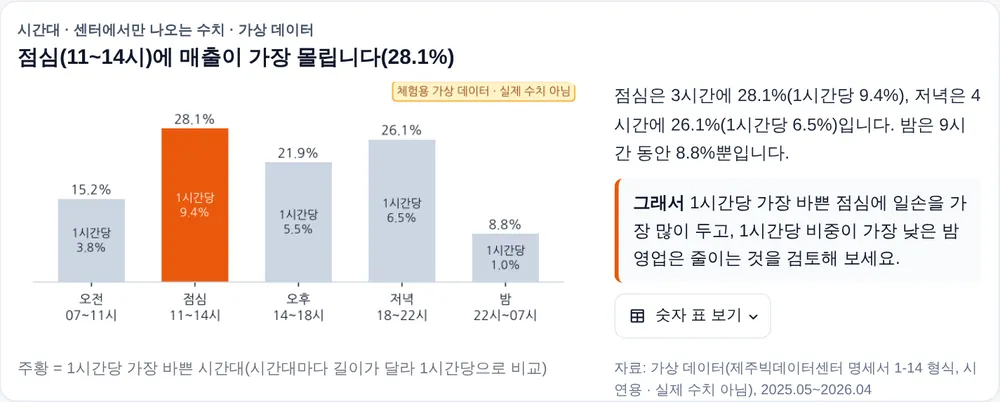 시간대 · 센터에서만 나오는 수치 · 가상 데이터
점심(11~14시)에 매출이 가장 몰립니다(28.1%)
체험용 가상 데이터 · 실제 수치 아님
15.2%
28.1%
21.9%
26.1%
8.8%
1시간당
3.8%
1시간당
9.4%
1시간당
5.5%
1시간당
6.5%
1시간당
1.0%
오전
07~11시
점심
11~14시
오후
14~18시
저녁
18~22시
밤
22시~07시
주황 = 1시간당 가장 바쁜 시간대(시간대마다 길이가 달라 1시간당으로 비교)
점심은 3시간에 28.1%(1시간당 9.4%), 저녁은 4
시간에 26.1%(1시간당 6.5%)입니다. 밤은 9시
간 동안 8.8%뿐입니다.
그래서 1시간당 가장 바쁜 점심에 일손을 가
장 많이 두고, 1시간당 비중이 가장 낮은 밤
영업은 줄이는 것을 검토해 보세요.
숫자 표 보기
자료: 가상 데이터(제주빅데이터센터 명세서 1-14 형식, 시
연용 · 실제 수치 아님), 2025.05~2026.04